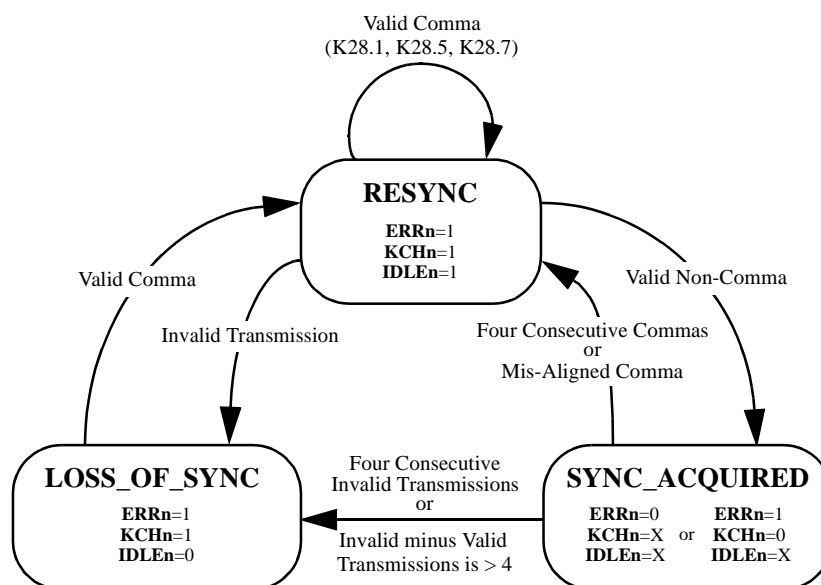 Valid Comma
(K28.1, K28.5, K28.7)
RESYNC
ERRn=1
KCHn=1
IDLEn=1
Valid Comma
Invalid Transmission
Valid Non-Comma
Four Consecutive Commas
or
Mis-Aligned Comma
LOSS_OF_SYNC
ERRn=1
KCHn=1
IDLEn=0
Four Consecutive
Invalid Transmissions
or
Invalid minus Valid
Transmissions is > 4
SYNC_ACQUIRED
ERRn=0 ERRn=1
KCHn=X or KCHn=0
IDLEn=X IDLEn=X